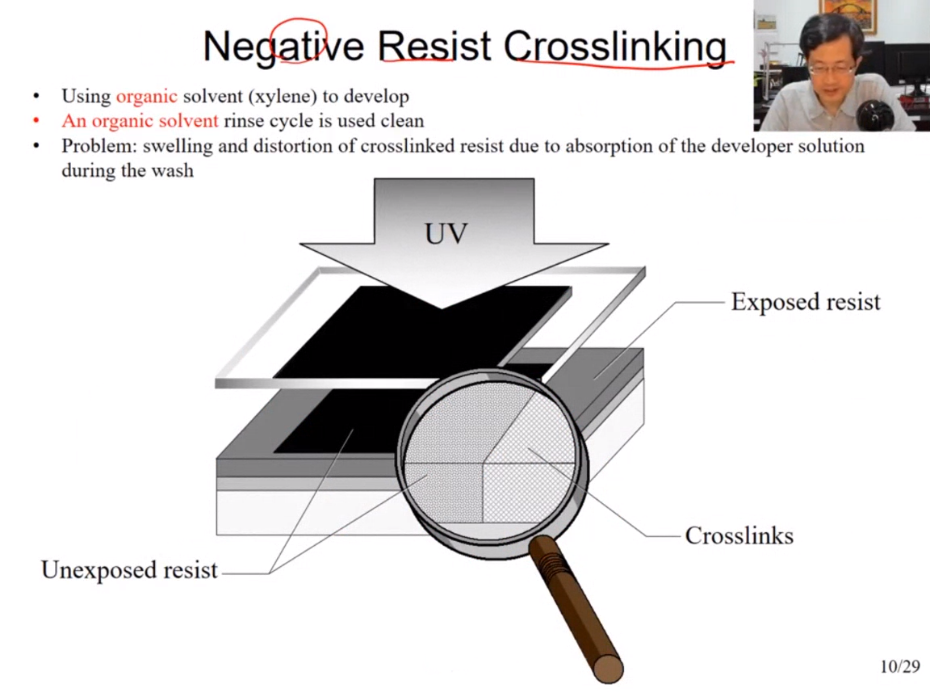 Negative Resist Crosslinking
• Using organic solvent (xylene) to develop
• An organic solvent rinse cycle is used clean
• Problem: swelling and distortion of crosslinked resist due to absorption of the developer solution
during the wash
UV
Exposed resist
Crosslinks
Unexposed resist
10/29